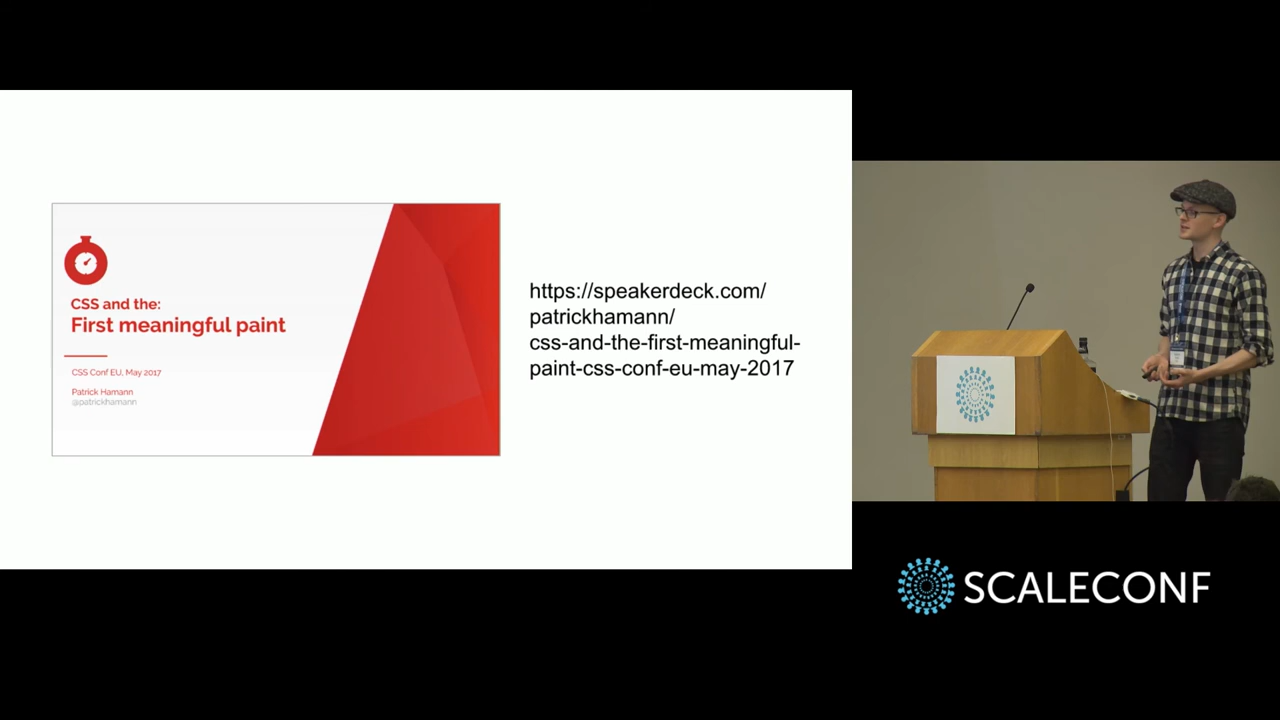 CSS and the:
First meaningful paint
CSS Conf EU, May 2017
Patrick Hamann
@patrickhamann
https://speakerdeck.com/
patrickhamann/
css-and-the-first-meaningful-
paint-css-conf-eu-may-2017
SCALECONF